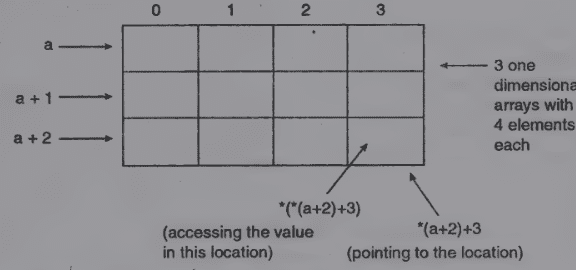 0 1 2 3
a
a + 1
a + 2
3 one
dimensiona
arrays with
4 elements
each
*(*(a+2)+3)
(accessing the value
in this location)
*(a+2)+3
(pointing to the location)